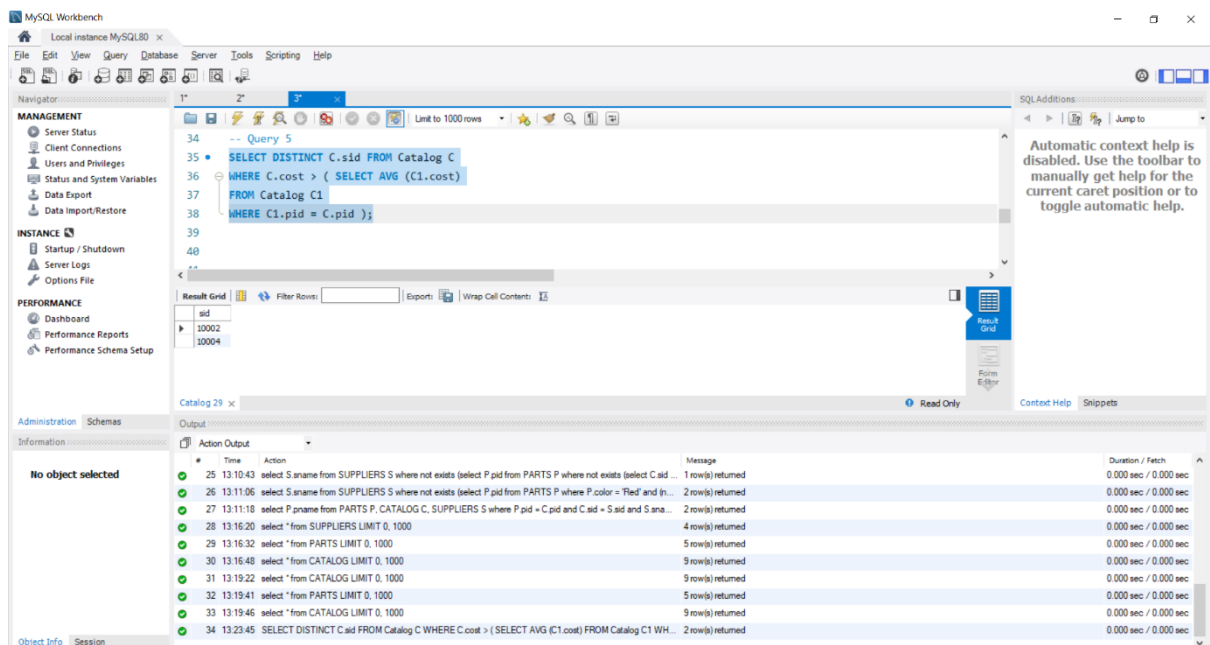 MySQL Workbench
Local instance MySQL80 ×
File Edit View Query Database Server Tools Scripting Help
Navigator
MANAGEMENT
Server Status
Client Connections
Users and Privileges
Status and System Variables
Data Export
Data Import/Restore
INSTANCE
Startup / Shutdown
Server Logs
Options File
PERFORMANCE
Dashboard
Performance Reports
Performance Schema Setup
Administration Schemas
Information
No object selected
Object Info Session
1* 2* 3* ×
Limit to 1000 rows
34 -- Query 5
35 SELECT DISTINCT C.sid FROM Catalog C
36 WHERE C.cost > ( SELECT AVG (C1.cost)
37 FROM Catalog C1
38 WHERE C1.pid = C.pid );
39
40
Result Grid Filter Rows: Export: Wrap Cell Content:
sid
10002
10004
Result Grid
Form Editor
Catalog 29 ×
Read Only
SQLAdditions
Jump to
Automatic context help is
disabled. Use the toolbar to
manually get help for the
current caret position or to
toggle automatic help.
Context Help Snippets
Output
Action Output
# Time Action Message Duration / Fetch
25 13:10:43 select S.sname from SUPPLIERS S where not exists (select P.pid from PARTS P where not exists (select C.sid ... 1 row(s) returned 0.000 sec / 0.000 sec
26 13:11:06 select S.sname from SUPPLIERS S where not exists (select P.pid from PARTS P where P.color = 'Red' and (n... 2 row(s) returned 0.000 sec / 0.000 sec
27 13:11:18 select P.pname from PARTS P, CATALOG C, SUPPLIERS S where P.pid = C.pid and C.sid = S.sid and S.sna... 2 row(s) returned 0.000 sec / 0.000 sec
28 13:16:20 select * from SUPPLIERS LIMIT 0, 1000 4 row(s) returned 0.000 sec / 0.000 sec
29 13:16:32 select * from PARTS LIMIT 0, 1000 5 row(s) returned 0.000 sec / 0.000 sec
30 13:16:48 select * from CATALOG LIMIT 0, 1000 9 row(s) returned 0.000 sec / 0.000 sec
31 13:19:22 select * from CATALOG LIMIT 0, 1000 9 row(s) returned 0.000 sec / 0.000 sec
32 13:19:41 select * from PARTS LIMIT 0, 1000 5 row(s) returned 0.000 sec / 0.000 sec
33 13:19:46 select * from CATALOG LIMIT 0, 1000 9 row(s) returned 0.000 sec / 0.000 sec
34 13:23:45 SELECT DISTINCT C.sid FROM Catalog C WHERE C.cost > ( SELECT AVG (C1.cost) FROM Catalog C1 WH... 2 row(s) returned 0.000 sec / 0.000 sec